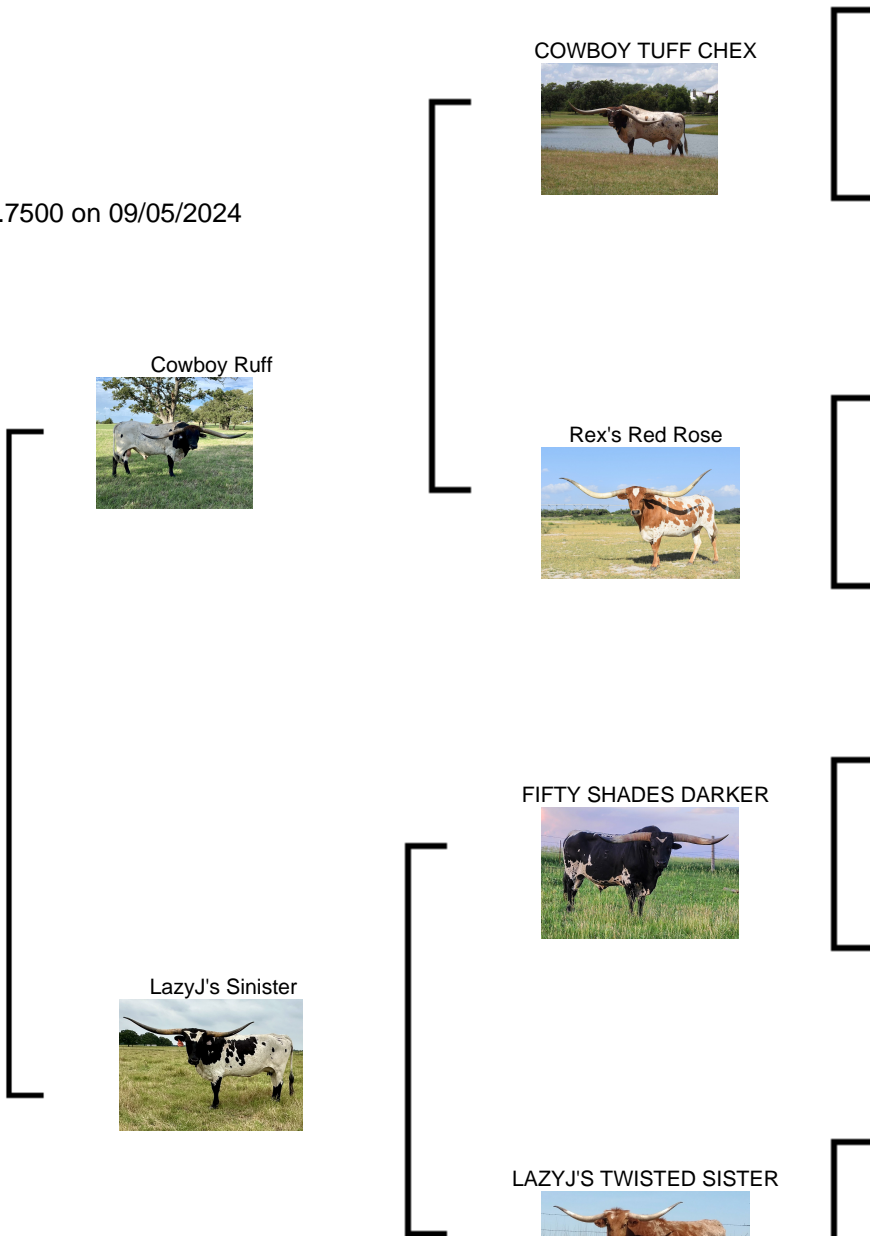 COWBOY TUFF CHEX
.7500 on 09/05/2024
Cowboy Ruff
Rex's Red Rose
FIFTY SHADES DARKER
LazyJ's Sinister
LAZYJ'S TWISTED SISTER